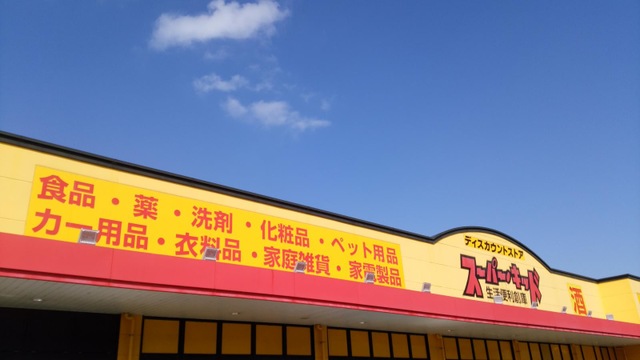 食品・薬・洗剤・化粧品・ペット用品
カー用品・衣料品・家庭雑貨・家電製品
ディスカウントストア
スーパー・キッド
生活便利倉庫
酒